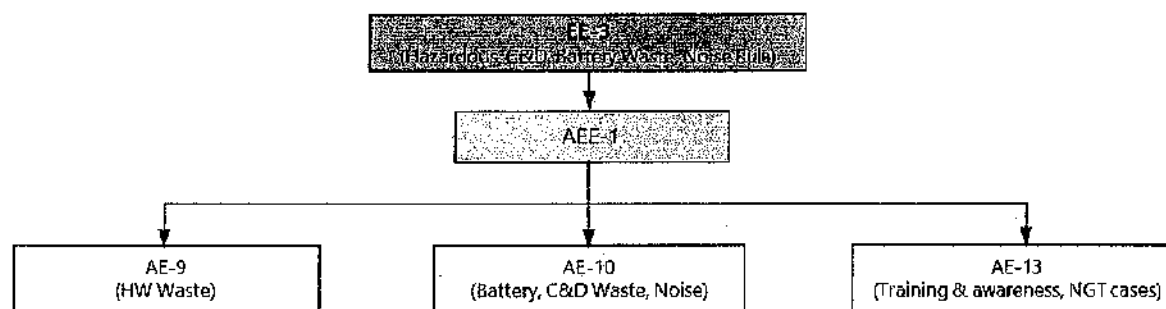 EE-3
(Hazardous, C&D, Battery Waste, Noise Rule)
AEE-1
AE-9
(HW Waste)
AE-10
(Battery, C&D Waste, Noise)
AE-13
(Training & awareness, NGT cases)